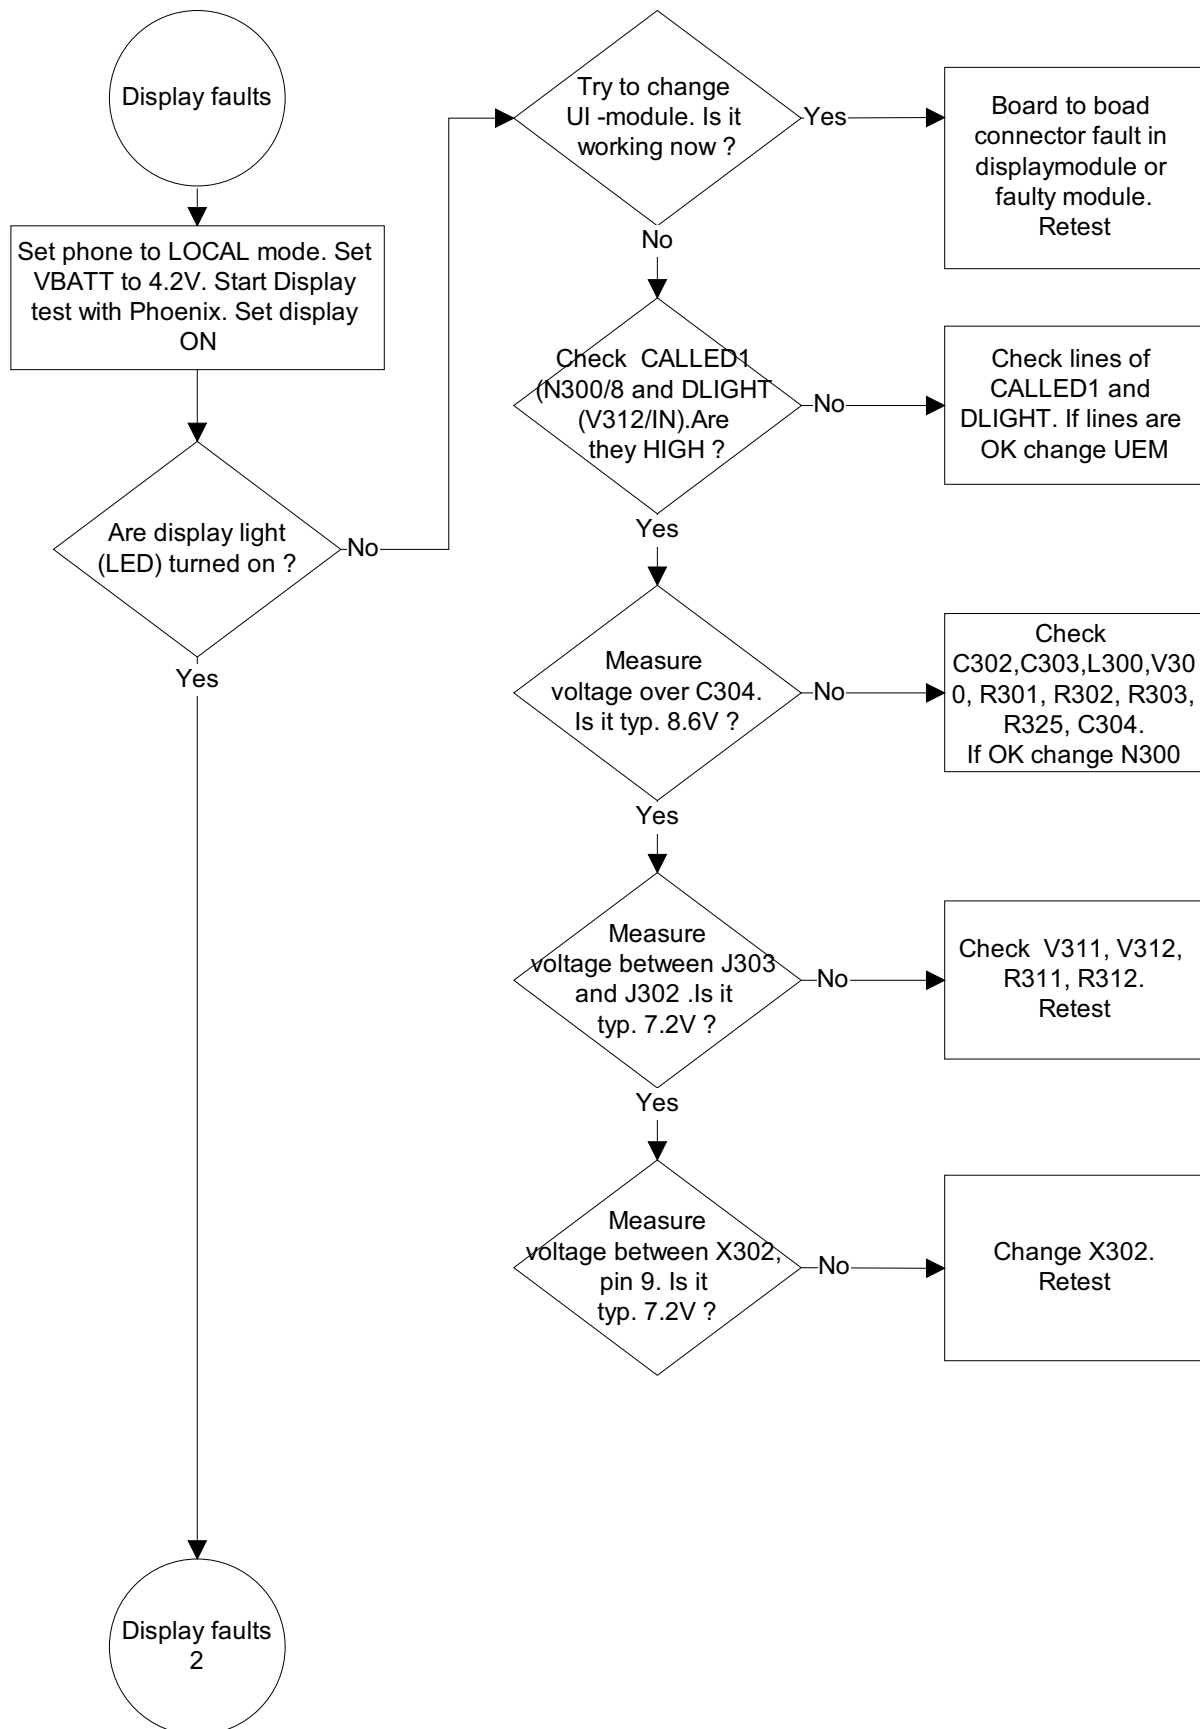 Display faults
Set phone to LOCAL mode. Set
VBATT to 4.2V. Start Display
test with Phoenix. Set display
ON
Are display light
(LED) turned on ?
No
Yes
Display faults
2
Try to change
UI -module. Is it
working now ?
Yes
Board to boad
connector fault in
displaymodule or
faulty module.
Retest
No
Check CALLED1
(N300/8 and DLIGHT
(V312/IN).Are
they HIGH ?
No
Check lines of
CALLED1 and
DLIGHT. If lines are
OK change UEM
Yes
Measure
voltage over C304.
Is it typ. 8.6V ?
No
Check
C302,C303,L300,V30
0, R301, R302, R303,
R325, C304.
If OK change N300
Yes
Measure
voltage between J303
and J302 .Is it
typ. 7.2V ?
No
Check V311, V312,
R311, R312.
Retest
Yes
Measure
voltage between X302,
pin 9. Is it
typ. 7.2V ?
No
Change X302.
Retest